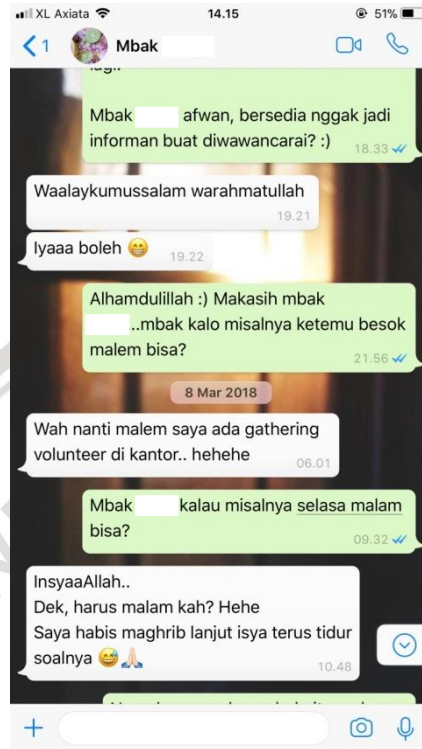 XL Axiata 14.15 51%
1 Mbak
Mbak afwan, bersedia nggak jadi
informan buat diwawancarai? :) 18.33
Waalaykumussalam warahmatullah
19.21
Iyaaa boleh 😁 19.22
Alhamdulillah :) Makasih mbak
..mbak kalo misalnya ketemu besok
malem bisa?
21.56
8 Mar 2018
Wah nanti malem saya ada gathering
volunteer di kantor.. hehehe
06.01
Mbak kalau misalnya selasa malam
bisa?
09.32
InsyaaAllah..
Dek, harus malam kah? Hehe
Saya habis maghrib lanjut isya terus tidur
soalnya 😅🙏🏻
10.48